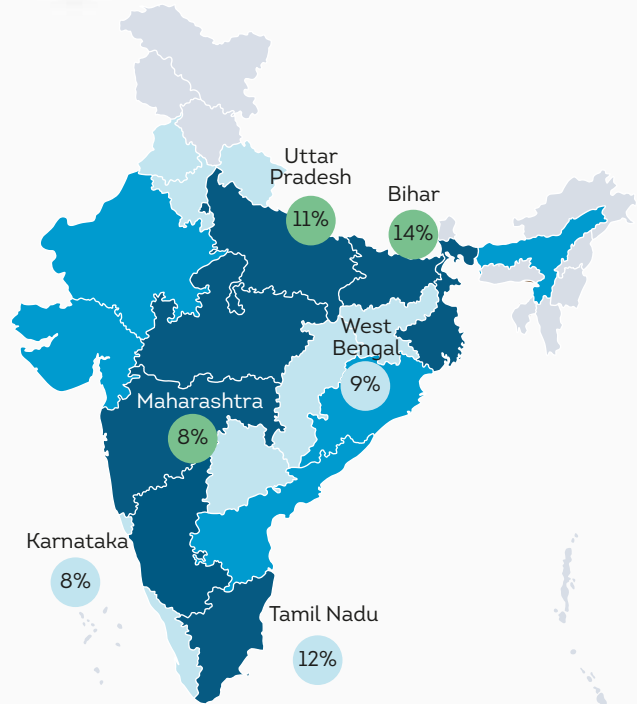 Uttar
Pradesh
11%
Bihar
14%
West
Bengal
9%
Maharashtra
8%
Karnataka
8%
Tamil Nadu
12%